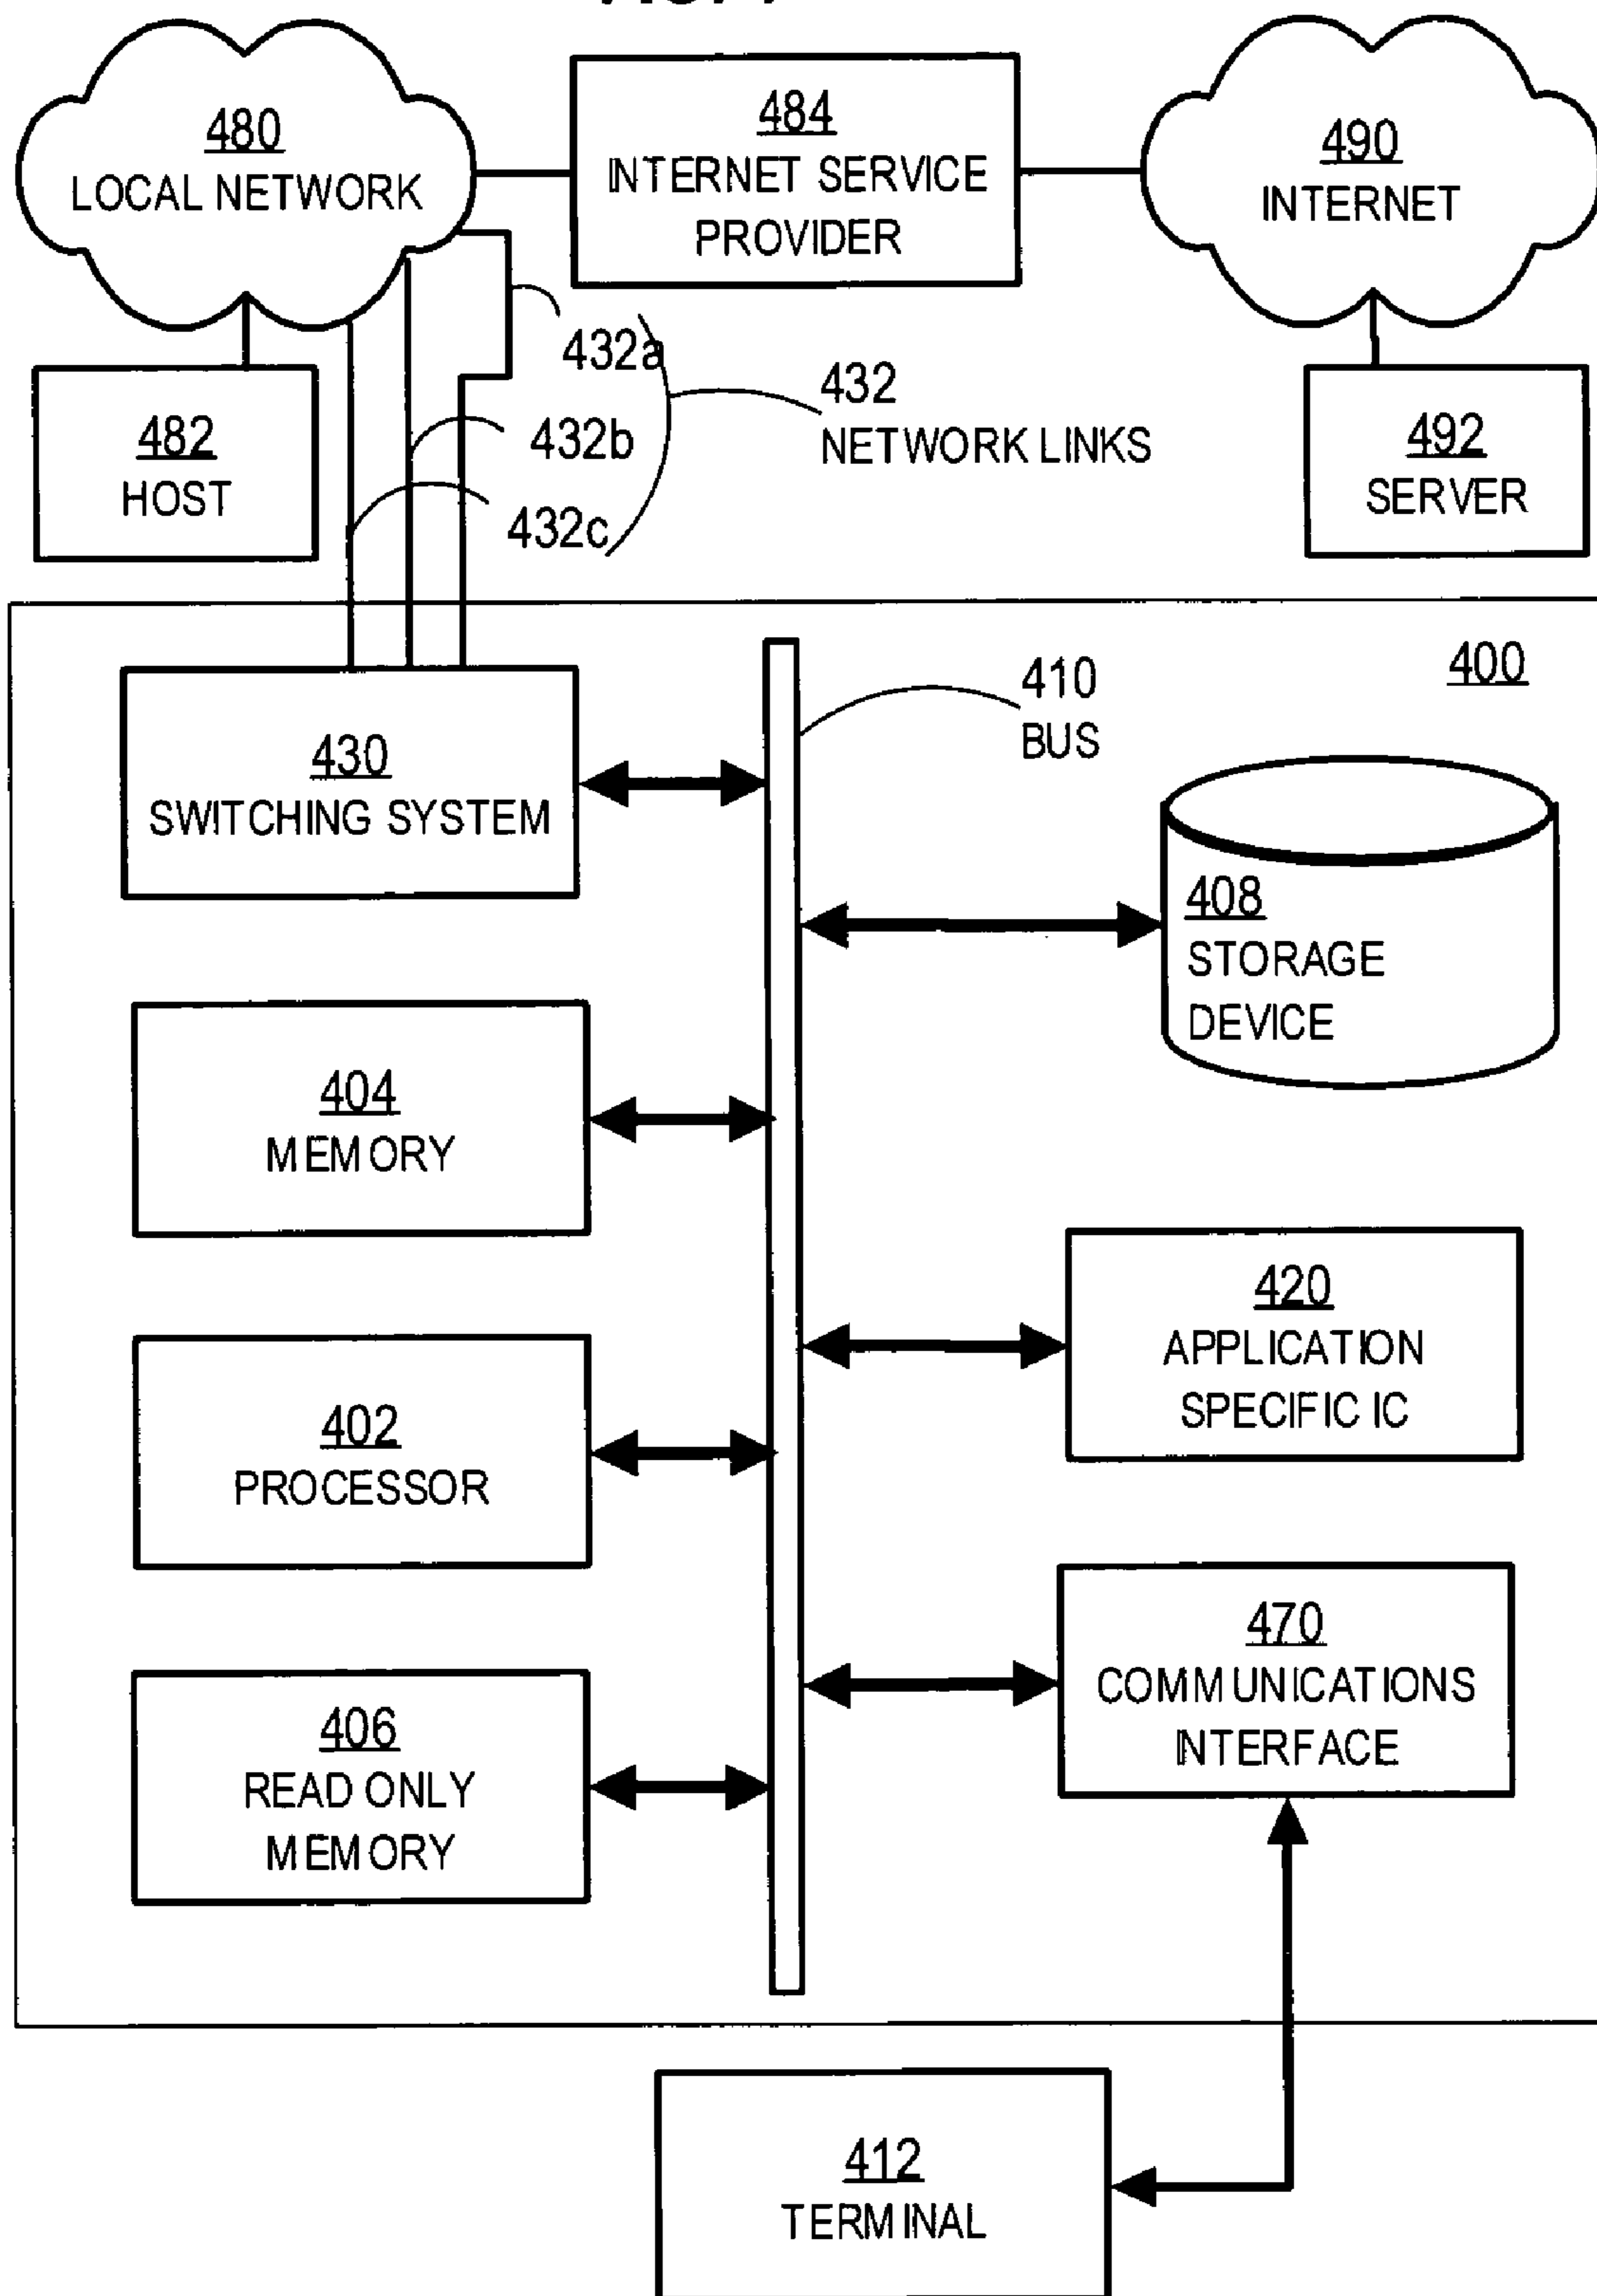 480
LOCAL NETWORK
484
INTERNET SERVICE
PROVIDER
490
INTERNET
432a
432b
432c
432
NETWORK LINKS
482
HOST
492
SERVER
400
410
BUS
430
SWITCHING SYSTEM
408
STORAGE
DEVICE
404
MEMORY
420
APPLICATION
SPECIFIC IC
402
PROCESSOR
470
COMMUNICATIONS
INTERFACE
406
READ ONLY
MEMORY
412
TERMINAL